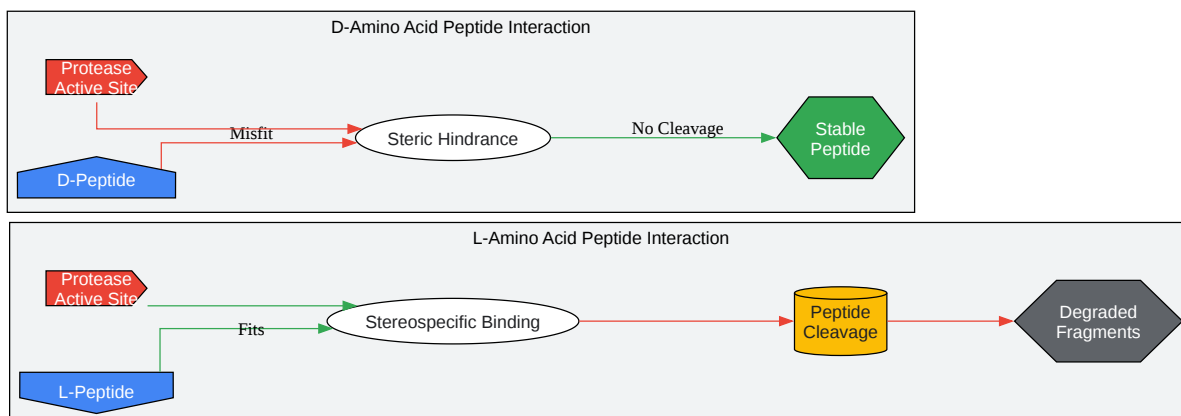 D-Amino Acid Peptide Interaction
Protease
Active Site
Misfit
Steric Hindrance
No Cleavage
Stable
Peptide
D-Peptide
L-Amino Acid Peptide Interaction
Protease
Active Site
Fits
Stereospecific Binding
Peptide
Cleavage
Degraded
Fragments
L-Peptide